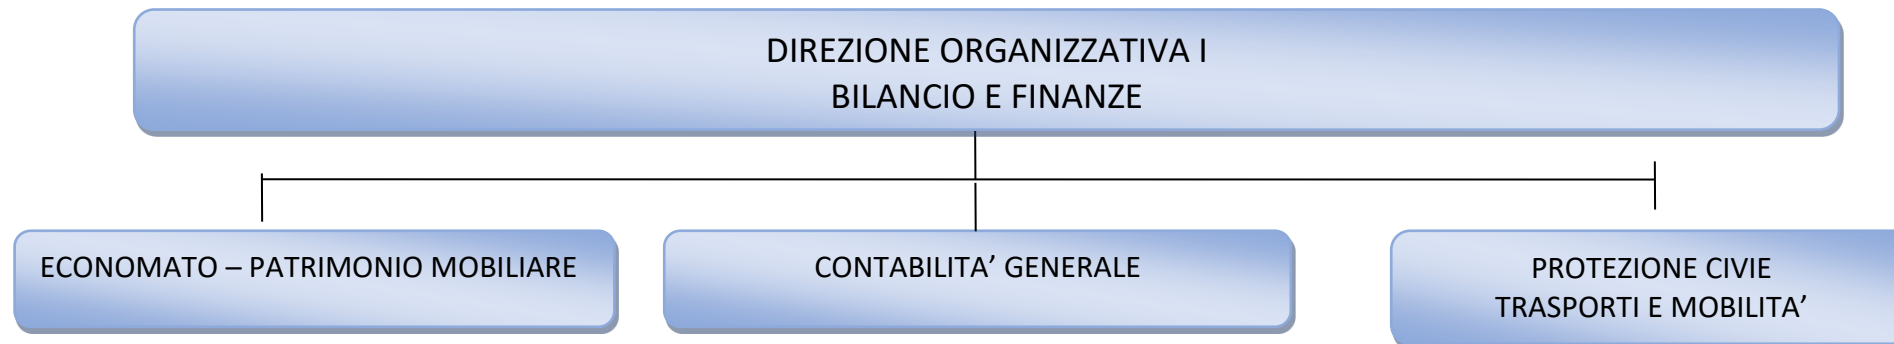 DIREZIONE ORGANIZZATIVA I
BILANCIO E FINANZE
ECONOMATO – PATRIMONIO MOBILIARE
CONTABILITA’ GENERALE
PROTEZIONE CIVIE
TRASPORTI E MOBILITA’